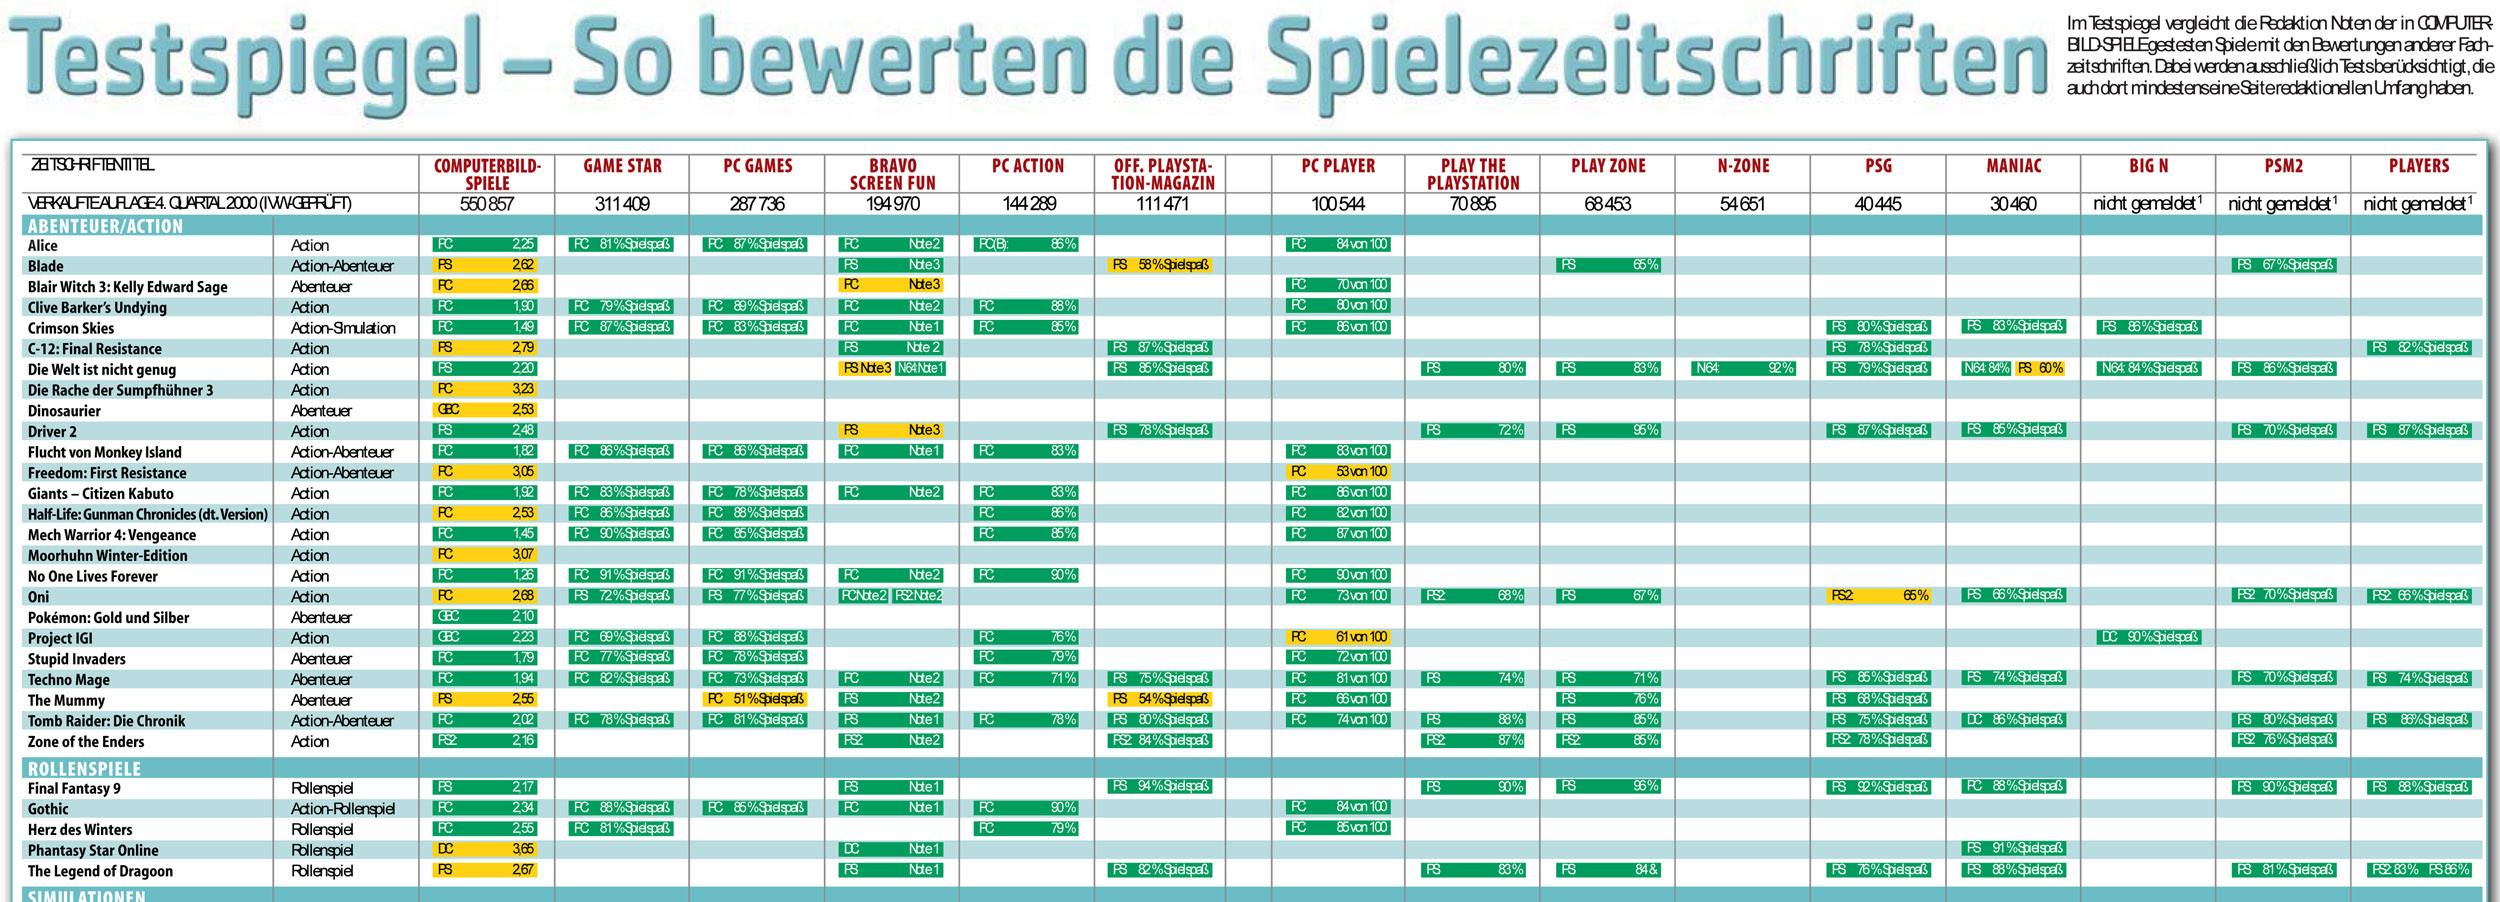 Testspiegel – So bewerten die Spielezeitschriften
Im Testspiegel vergleicht die Redaktion Noten der in COMPUTER-
BILD-SPIELE gestesten Spiele mit den Bewertungen anderer Fach-
zeitschriften. Dabei werden ausschließlich Tests berücksichtigt, die
auch dort mindestens eine Seite redaktionellen Umfang haben.
ZEITSCHRIFTENTITEL COMPUTERBILD-SPIELE GAME STAR PC GAMES BRAVO SCREEN FUN PC ACTION OFF. PLAYSTA-TION-MAGAZIN PC PLAYER PLAY THE PLAYSTATION PLAY ZONE N-ZONE PSG MANIAC BIG N PSM2 PLAYERS
VERKAUFTE AUFLAGE 4. QUARTAL 2000 (IVW-GEPRÜFT) 550 857 311 409 287 736 194 970 144 289 111 471 100 544 70 895 68 453 54 651 40 445 30 460 nicht gemeldet¹ nicht gemeldet¹ nicht gemeldet¹
ABENTEUER/ACTION
Alice Action PC 2,25 PC 81 % Spielspaß PC 87 % Spielspaß PC Note 2 PC(B): 86 % PC 84 von 100
Blade Action-Abenteuer PS 2,62 PS Note 3 PS 58 % Spielspaß PS 65 % PS 67 % Spielspaß
Blair Witch 3: Kelly Edward Sage Abenteuer PC 2,66 PC Note 3 PC 70 von 100
Clive Barker's Undying Action PC 1,90 PC 79 % Spielspaß PC 89 % Spielspaß PC Note 2 PC 88 % PC 80 von 100
Crimson Skies Action-Simulation PC 1,49 PC 87 % Spielspaß PC 83 % Spielspaß PC Note 1 PC 85 % PC 86 von 100 PS 80 % Spielspaß PS 83 % Spielspaß PS 86 % Spielspaß
C-12: Final Resistance Action PS 2,79 PS Note 2 PS 87 % Spielspaß PS 78 % Spielspaß PS 82 % Spielspaß
Die Welt ist nicht genug Action PS 2,20 PS Note 3 N64: Note 1 PS 85 % Spielspaß PS 80 % PS 83 % N64: 92 % PS 79 % Spielspaß N64: 84 % PS 60 % N64: 84 % Spielspaß PS 86 % Spielspaß
Die Rache der Sumpfhühner 3 Action PC 3,23
Dinosaurier Abenteuer GBC 2,53
Driver 2 Action PS 2,48 PS Note 3 PS 78 % Spielspaß PS 72 % PS 95 % PS 87 % Spielspaß PS 85 % Spielspaß PS 70 % Spielspaß PS 87 % Spielspaß
Flucht von Monkey Island Action-Abenteuer PC 1,82 PC 86 % Spielspaß PC 86 % Spielspaß PC Note 1 PC 83 % PC 83 von 100
Freedom: First Resistance Action-Abenteuer PC 3,05 PC 53 von 100
Giants – Citizen Kabuto Action PC 1,92 PC 83 % Spielspaß PC 78 % Spielspaß PC Note 2 PC 83 % PC 86 von 100
Half-Life: Gunman Chronicles (dt. Version) Action PC 2,53 PC 86 % Spielspaß PC 88 % Spielspaß PC 86 % PC 82 von 100
Mech Warrior 4: Vengeance Action PC 1,45 PC 90 % Spielspaß PC 85 % Spielspaß PC 85 % PC 87 von 100
Moorhuhn Winter-Edition Action PC 3,07
No One Lives Forever Action PC 1,26 PC 91 % Spielspaß PC 91 % Spielspaß PC Note 2 PC 90 % PC 90 von 100
Oni Action PC 2,68 PS 72 % Spielspaß PS 77 % Spielspaß PC Note 2 PS2: Note 2 PC 73 von 100 PS2: 68 % PS 67 % PS2: 65 % PS 66 % Spielspaß PS2: 70 % Spielspaß PS2: 66 % Spielspaß
Pokémon: Gold und Silber Abenteuer GBC 2,10
Project IGI Action GBC 2,23 PC 69 % Spielspaß PC 88 % Spielspaß PC 76 % PC 61 von 100 DC 90 % Spielspaß
Stupid Invaders Abenteuer PC 1,79 PC 77 % Spielspaß PC 78 % Spielspaß PC 79 % PC 72 von 100
Techno Mage Abenteuer PC 1,94 PC 82 % Spielspaß PC 73 % Spielspaß PC Note 2 PC 71 % PS 75 % Spielspaß PC 81 von 100 PS 74 % PS 71 % PS 85 % Spielspaß PS 74 % Spielspaß PS 70 % Spielspaß PS 74 % Spielspaß
The Mummy Abenteuer PS 2,55 PC 51 % Spielspaß PS Note 2 PS 54 % Spielspaß PC 66 von 100 PS 76 % PS 68 % Spielspaß
Tomb Raider: Die Chronik Action-Abenteuer PC 2,02 PC 78 % Spielspaß PC 81 % Spielspaß PS Note 1 PC 78 % PS 80 % Spielspaß PC 74 von 100 PS 88 % PS 85 % PS 75 % Spielspaß DC 86 % Spielspaß PS 80 % Spielspaß PS 86% Spielspaß
Zone of the Enders Action PS2: 2,16 PS2: Note 2 PS2: 84 % Spielspaß PS2: 87 % PS2: 85 % PS2: 78 % Spielspaß PS2: 76 % Spielspaß
ROLLENSPIELE
Final Fantasy 9 Rollenspiel PS 2,17 PS Note 1 PS 94 % Spielspaß PS 90 % PS 96 % PS 92 % Spielspaß PC 88 % Spielspaß PS 90 % Spielspaß PS 88 % Spielspaß
Gothic Action-Rollenspiel PC 2,34 PC 88 % Spielspaß PC 85 % Spielspaß PC Note 1 PC 90 % PC 84 von 100
Herz des Winters Rollenspiel PC 2,55 PC 81 % Spielspaß PC 79 % PC 85 von 100
Phantasy Star Online Rollenspiel DC 3,65 DC Note 1 PS 91 % Spielspaß
The Legend of Dragoon Rollenspiel PS 2,67 PS Note 1 PS 82 % Spielspaß PS 83 % PS 84 & PS 76 % Spielspaß PS 88 % Spielspaß PS 81 % Spielspaß PS2: 83 % PS 86 %
SIMULATIONEN